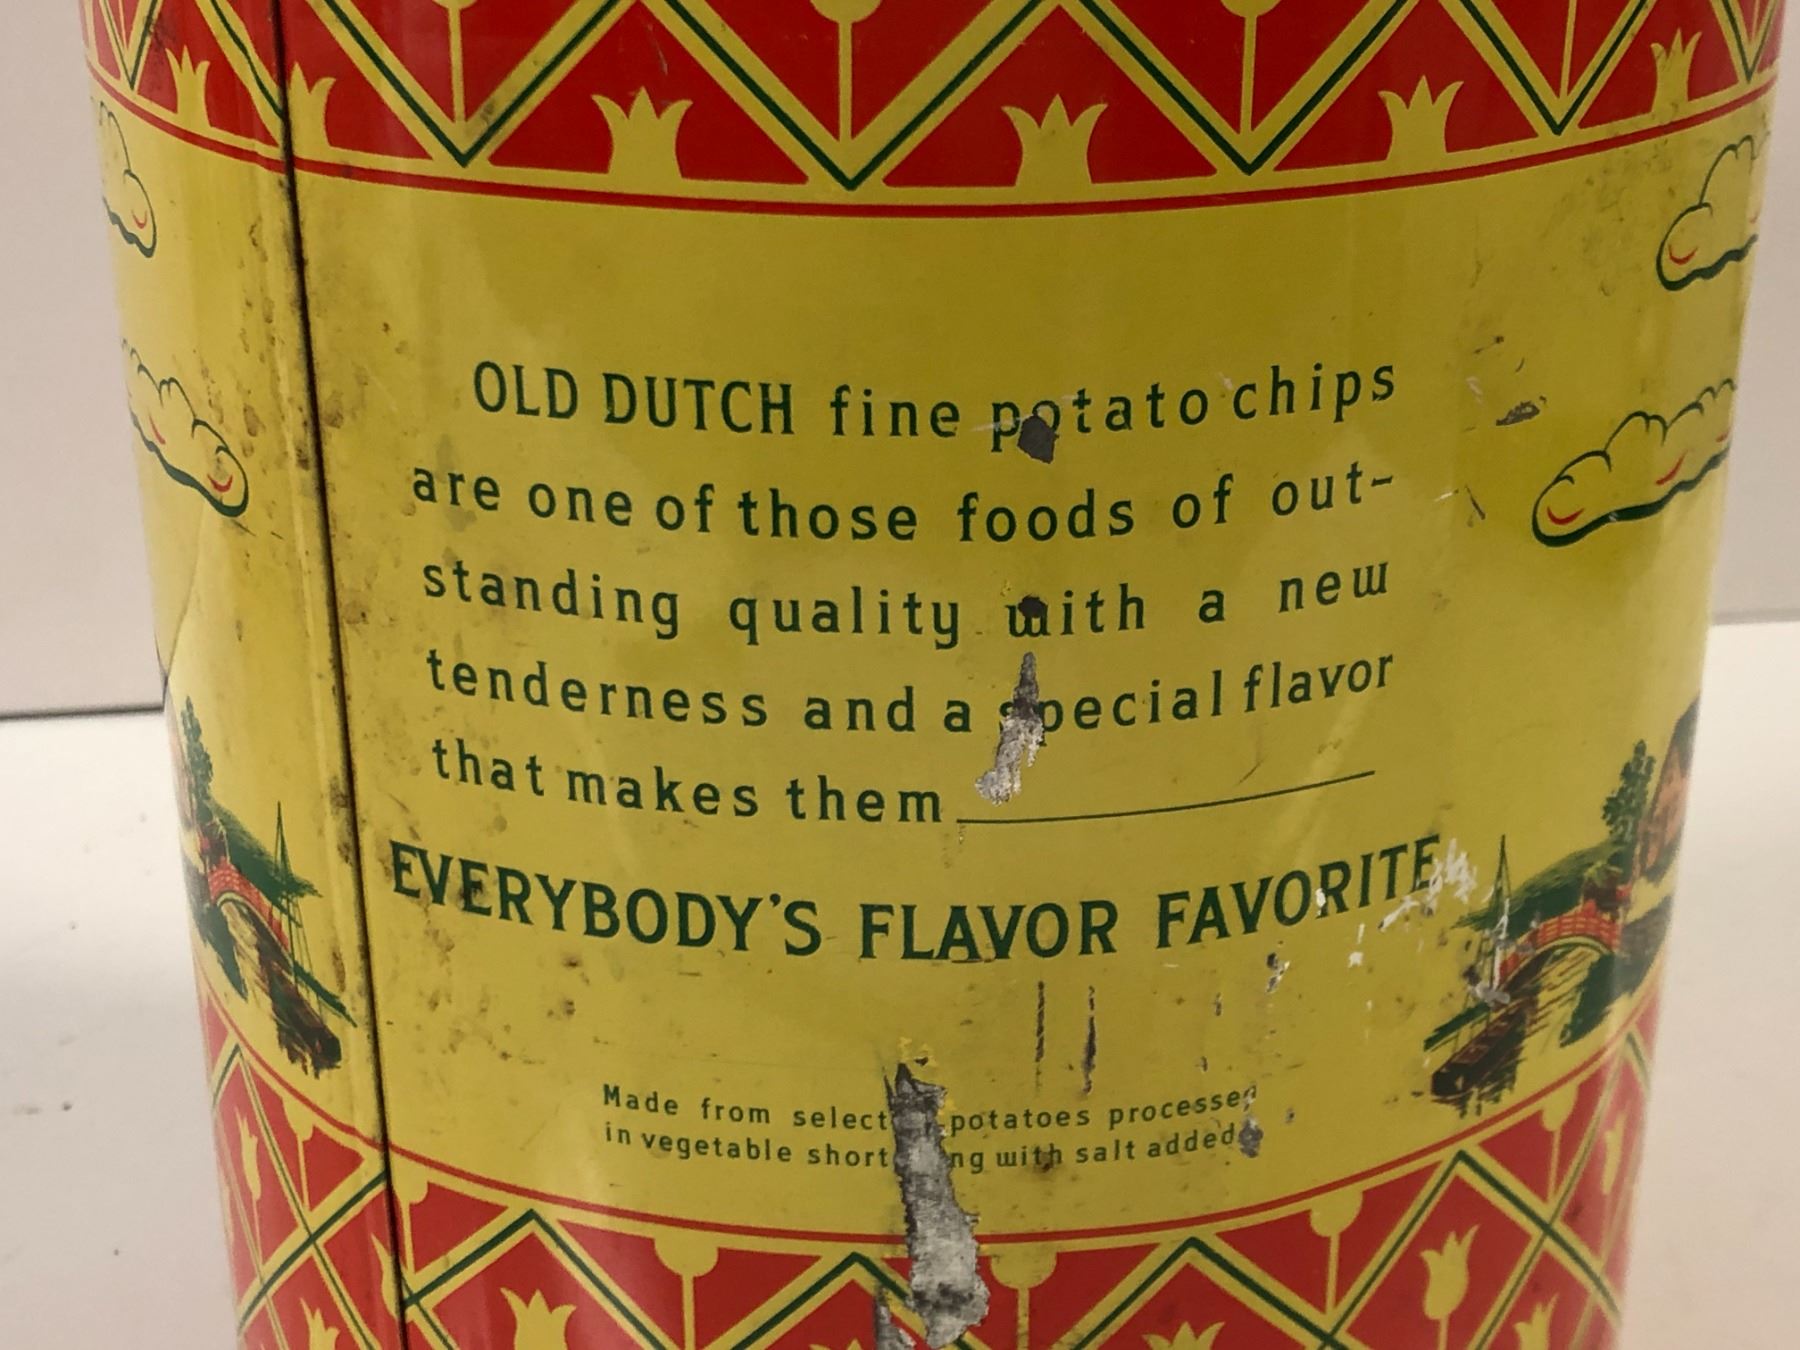 OLD DUTCH fine potato chips
are one of those foods of out-
standing quality with a new
tenderness and a special flavor
that makes them
EVERYBODY'S FLAVOR FAVORITE
Made from potatoes processed
in vegetable shortening with salt added